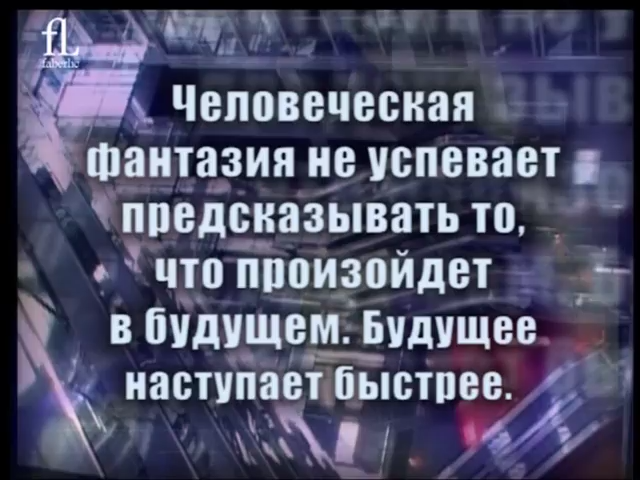 fL
faberlic
Человеческая
фантазия не успевает
предсказывать то,
что произойдет
в будущем. Будущее
наступает быстрее.